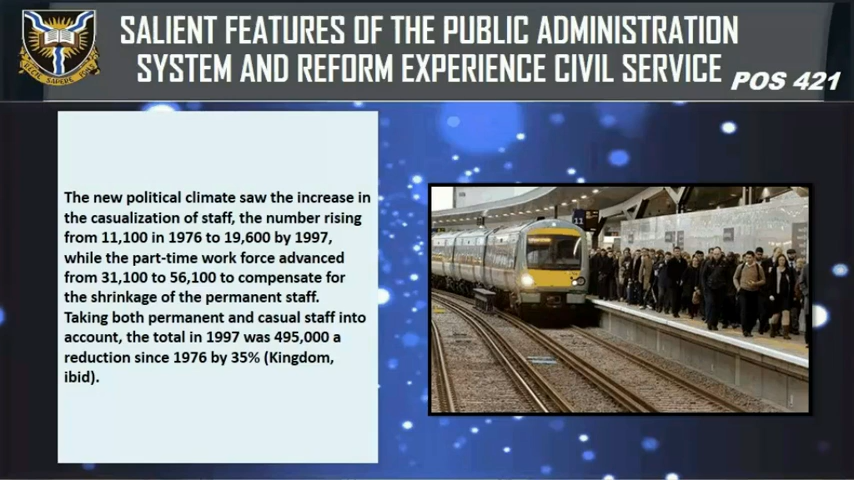 SALIENT FEATURES OF THE PUBLIC ADMINISTRATION
SYSTEM AND REFORM EXPERIENCE CIVIL SERVICE
POS 421
The new political climate saw the increase in
the casualization of staff, the number rising
from 11,100 in 1976 to 19,600 by 1997,
while the part-time work force advanced
from 31,100 to 56,100 to compensate for
the shrinkage of the permanent staff.
Taking both permanent and casual staff into
account, the total in 1997 was 495,000 a
reduction since 1976 by 35% (Kingdom,
ibid).
11